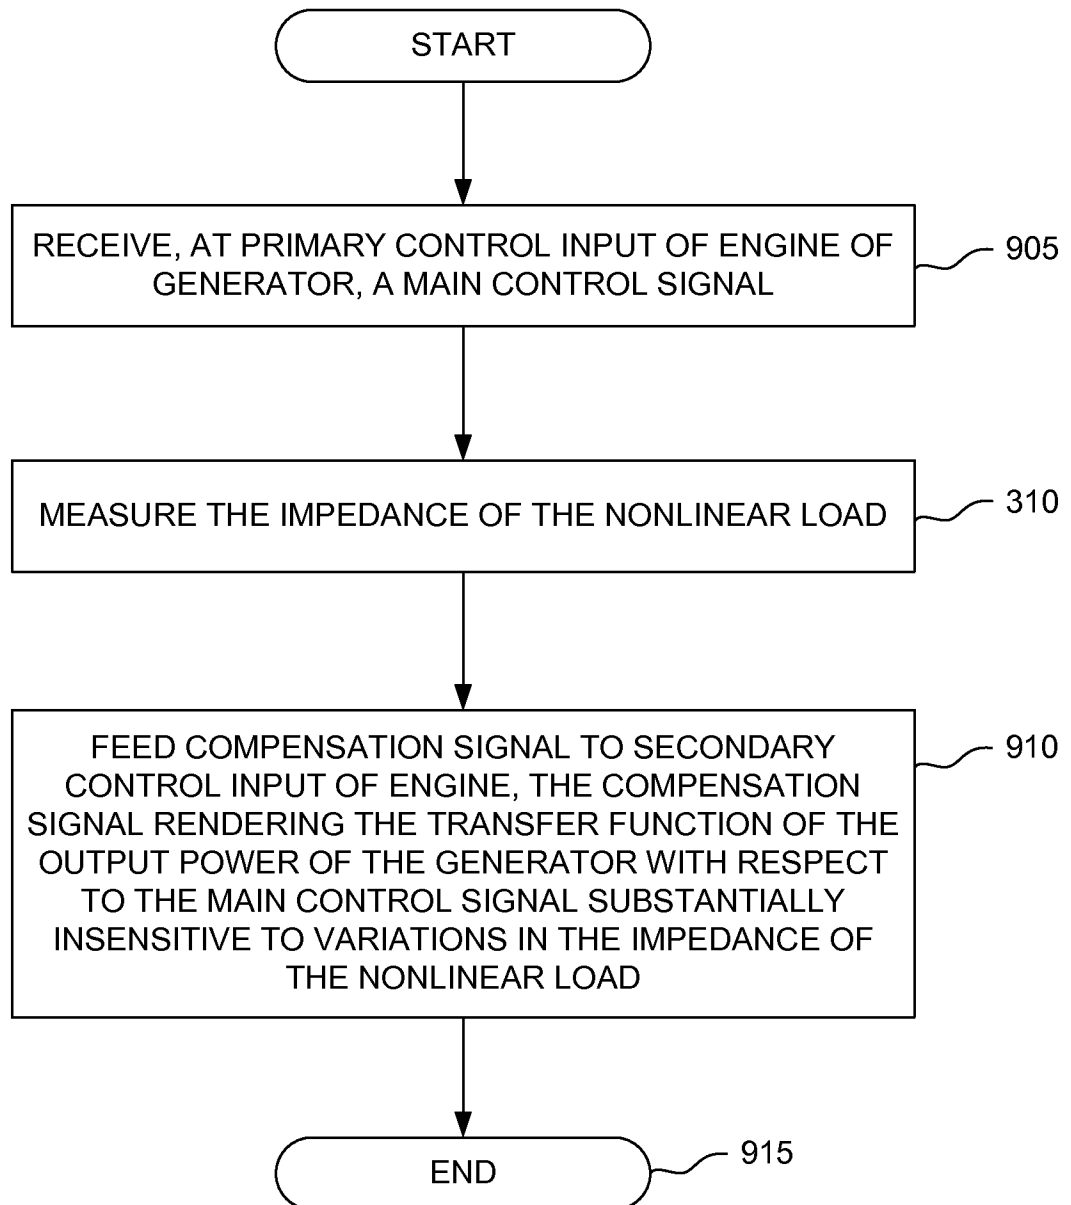 START
RECEIVE, AT PRIMARY CONTROL INPUT OF ENGINE OF
GENERATOR, A MAIN CONTROL SIGNAL
905
MEASURE THE IMPEDANCE OF THE NONLINEAR LOAD
310
FEED COMPENSATION SIGNAL TO SECONDARY
CONTROL INPUT OF ENGINE, THE COMPENSATION
SIGNAL RENDERING THE TRANSFER FUNCTION OF THE
OUTPUT POWER OF THE GENERATOR WITH RESPECT
TO THE MAIN CONTROL SIGNAL SUBSTANTIALLY
INSENSITIVE TO VARIATIONS IN THE IMPEDANCE OF
THE NONLINEAR LOAD
910
END
915